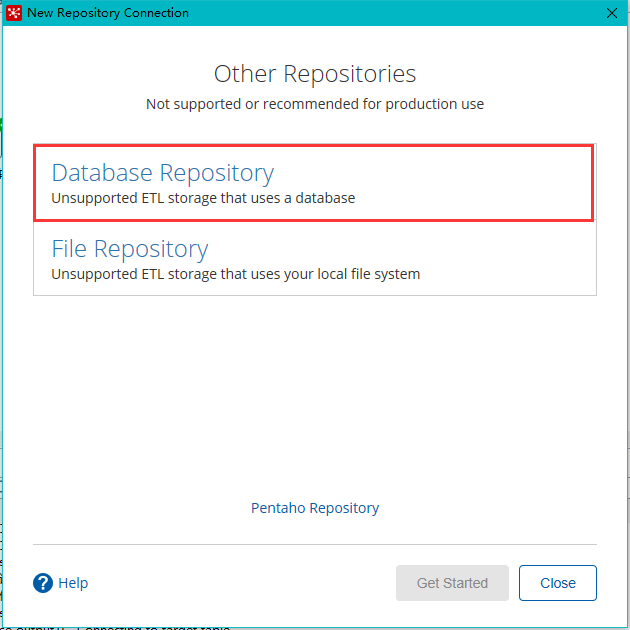 New Repository Connection
Other Repositories
Not supported or recommended for production use
Database Repository
Unsupported ETL storage that uses a database
File Repository
Unsupported ETL storage that uses your local file system
Pentaho Repository
? Help
Get Started
Close